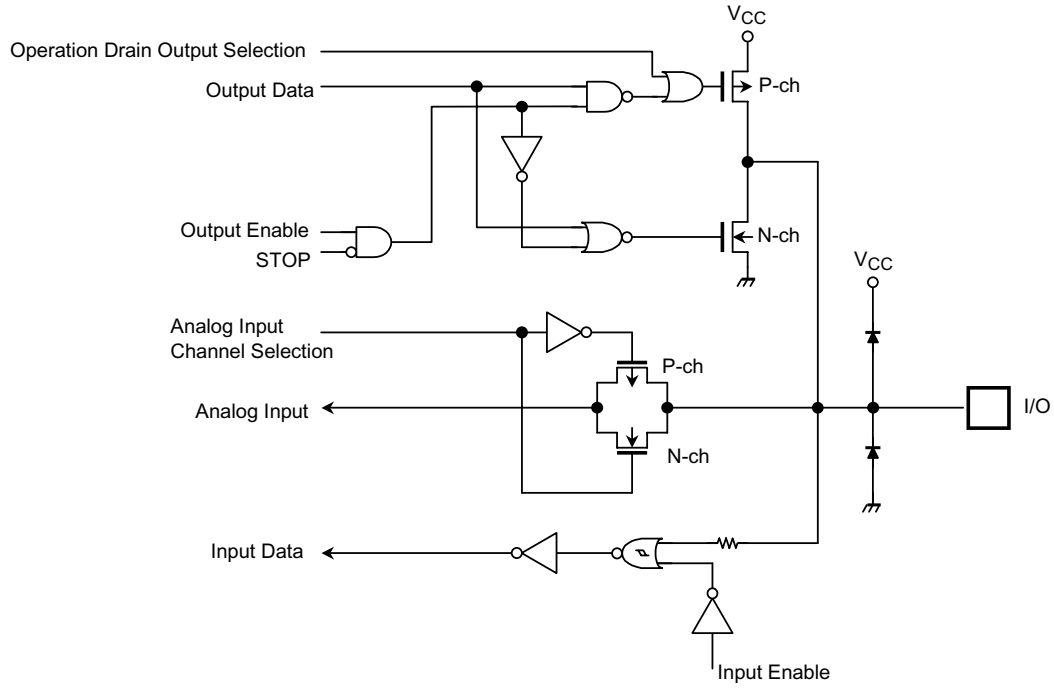 VCC
Operation Drain Output Selection
Output Data
P-ch
Output Enable
STOP
N-ch
VCC
Analog Input
Channel Selection
P-ch
Analog Input
I/O
N-ch
Input Data
Input Enable